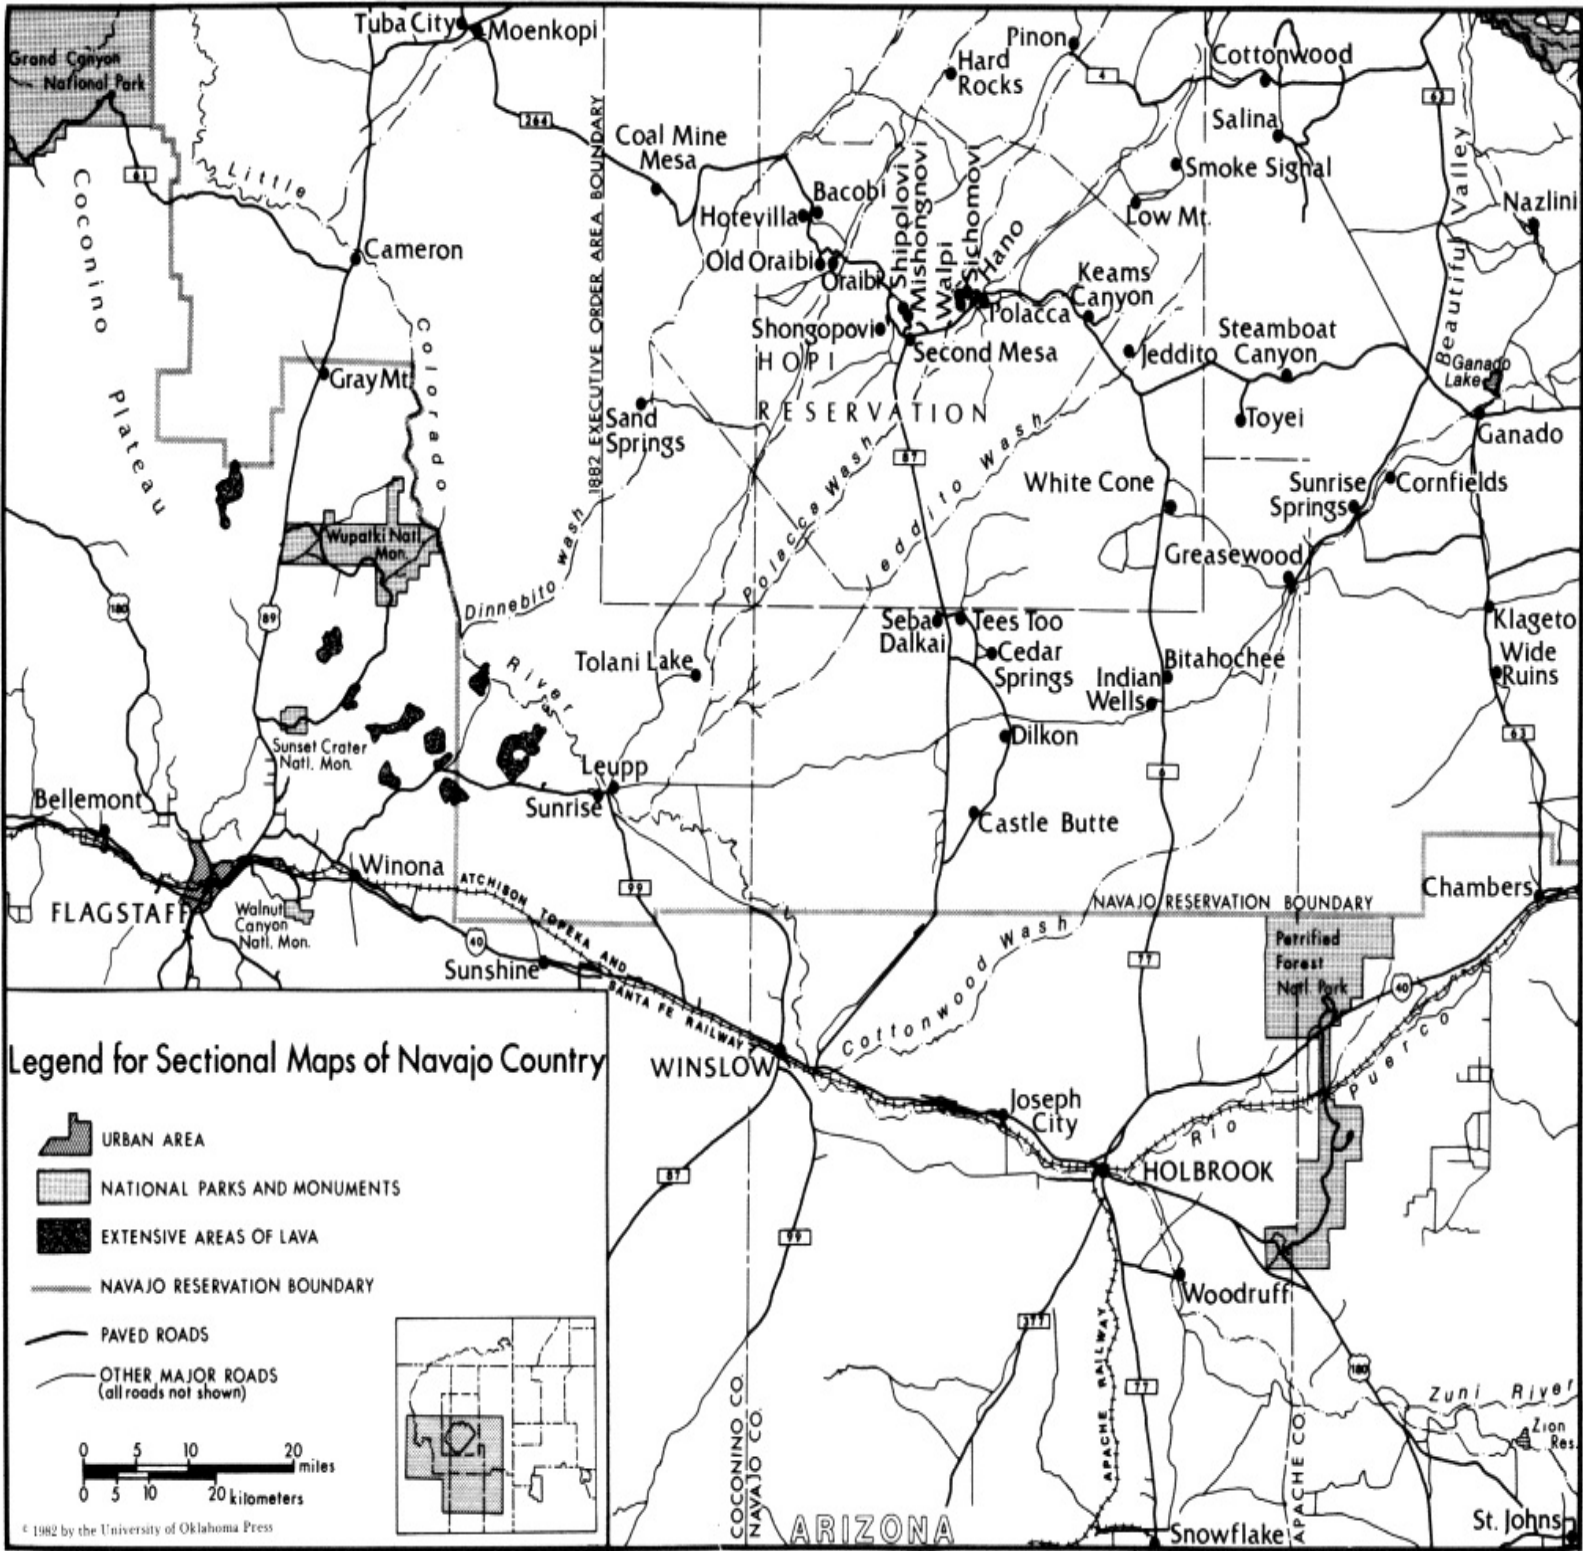 Tuba City
Moenkopi
Grand Canyon
National Park
Pinon
Hard
Rocks
4
Cottonwood
63
264
Coal Mine
Mesa
Salina
Smoke Signal
61
Little
Coconino
Plateau
Bacobi
Hotevilla
Old Oraibi
Oraibi
Shipolovi
Mishongnovi
Walpi
Sichomovi
Hano
Low Mt.
Beautiful Valley
Nazlini
Cameron
Colorado
1882 EXECUTIVE ORDER AREA BOUNDARY
Keams
Canyon
Polacca
Shongopovi
Second Mesa
HOPI
RESERVATION
Jeddito
Steamboat
Canyon
Ganado
Lake
Gray Mt.
Sand
Springs
Toyei
Ganado
87
Polacca Wash
Jeddito Wash
White Cone
Sunrise
Springs
Cornfields
Wupatki Natl.
Mon.
Dinnebito wash
Greasewood
180
89
Seba
Dalkai
Tees Too
Cedar
Springs
Klageto
Wide
Ruins
River
Tolani Lake
Bitahochee
Indian
Wells
Sunset Crater
Natl. Mon.
Dilkon
63
6
Leupp
Sunrise
Bellemont
Castle Butte
Winona
99
ATCHISON TOPEKA AND
SANTA FE RAILWAY
FLAGSTAFF
Walnut
Canyon
Natl. Mon.
NAVAJO RESERVATION BOUNDARY
Chambers
40
Sunshine
Cottonwood Wash
77
Petrified
Forest
Natl Park
40
Legend for Sectional Maps of Navajo Country
WINSLOW
Joseph
City
Rio
Puerco
HOLBROOK
URBAN AREA
NATIONAL PARKS AND MONUMENTS
EXTENSIVE AREAS OF LAVA
NAVAJO RESERVATION BOUNDARY
PAVED ROADS
OTHER MAJOR ROADS
(all roads not shown)
87
99
Woodruff
377
APACHE RAILWAY
77
180
Zuni River
Zion
Res.
0 5 10 20
miles
0 5 10 20 kilometers
COCONINO CO.
NAVAJO CO.
APACHE CO.
© 1982 by the University of Oklahoma Press
ARIZONA
Snowflake
St. Johns